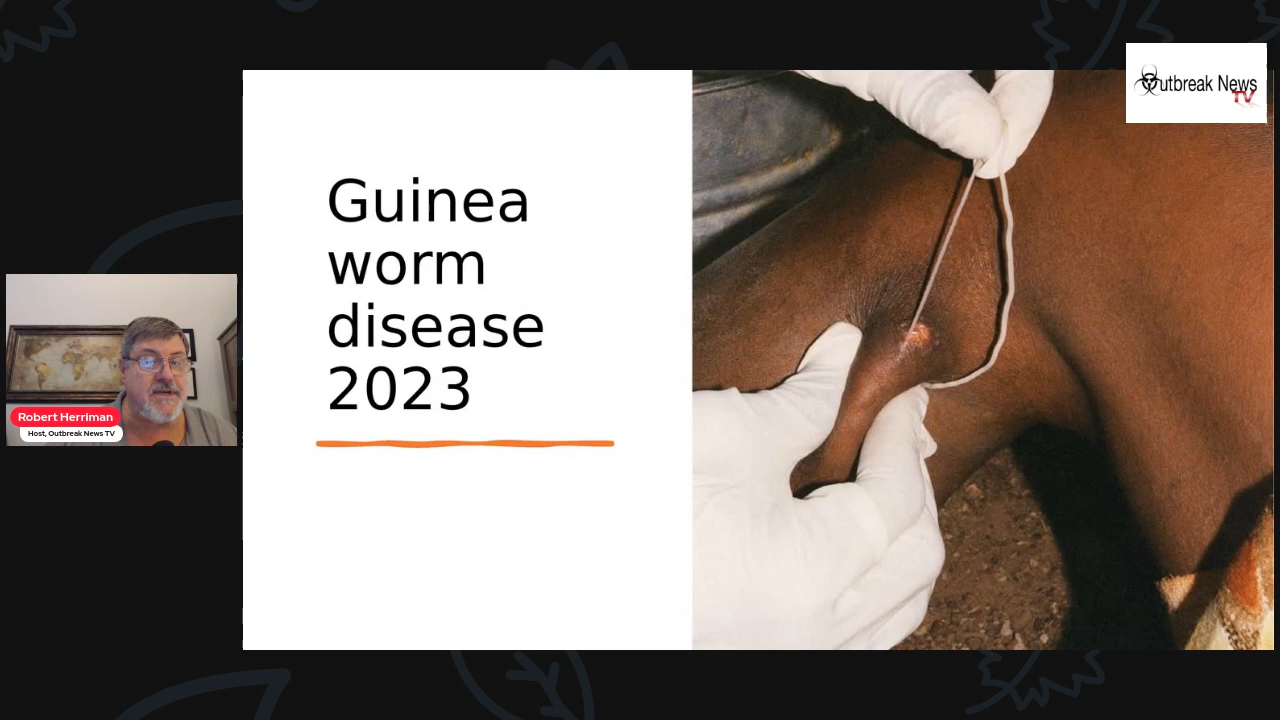 Outbreak News
TV
Guinea
worm
disease
2023
Robert Herriman
Host, Outbreak News TV